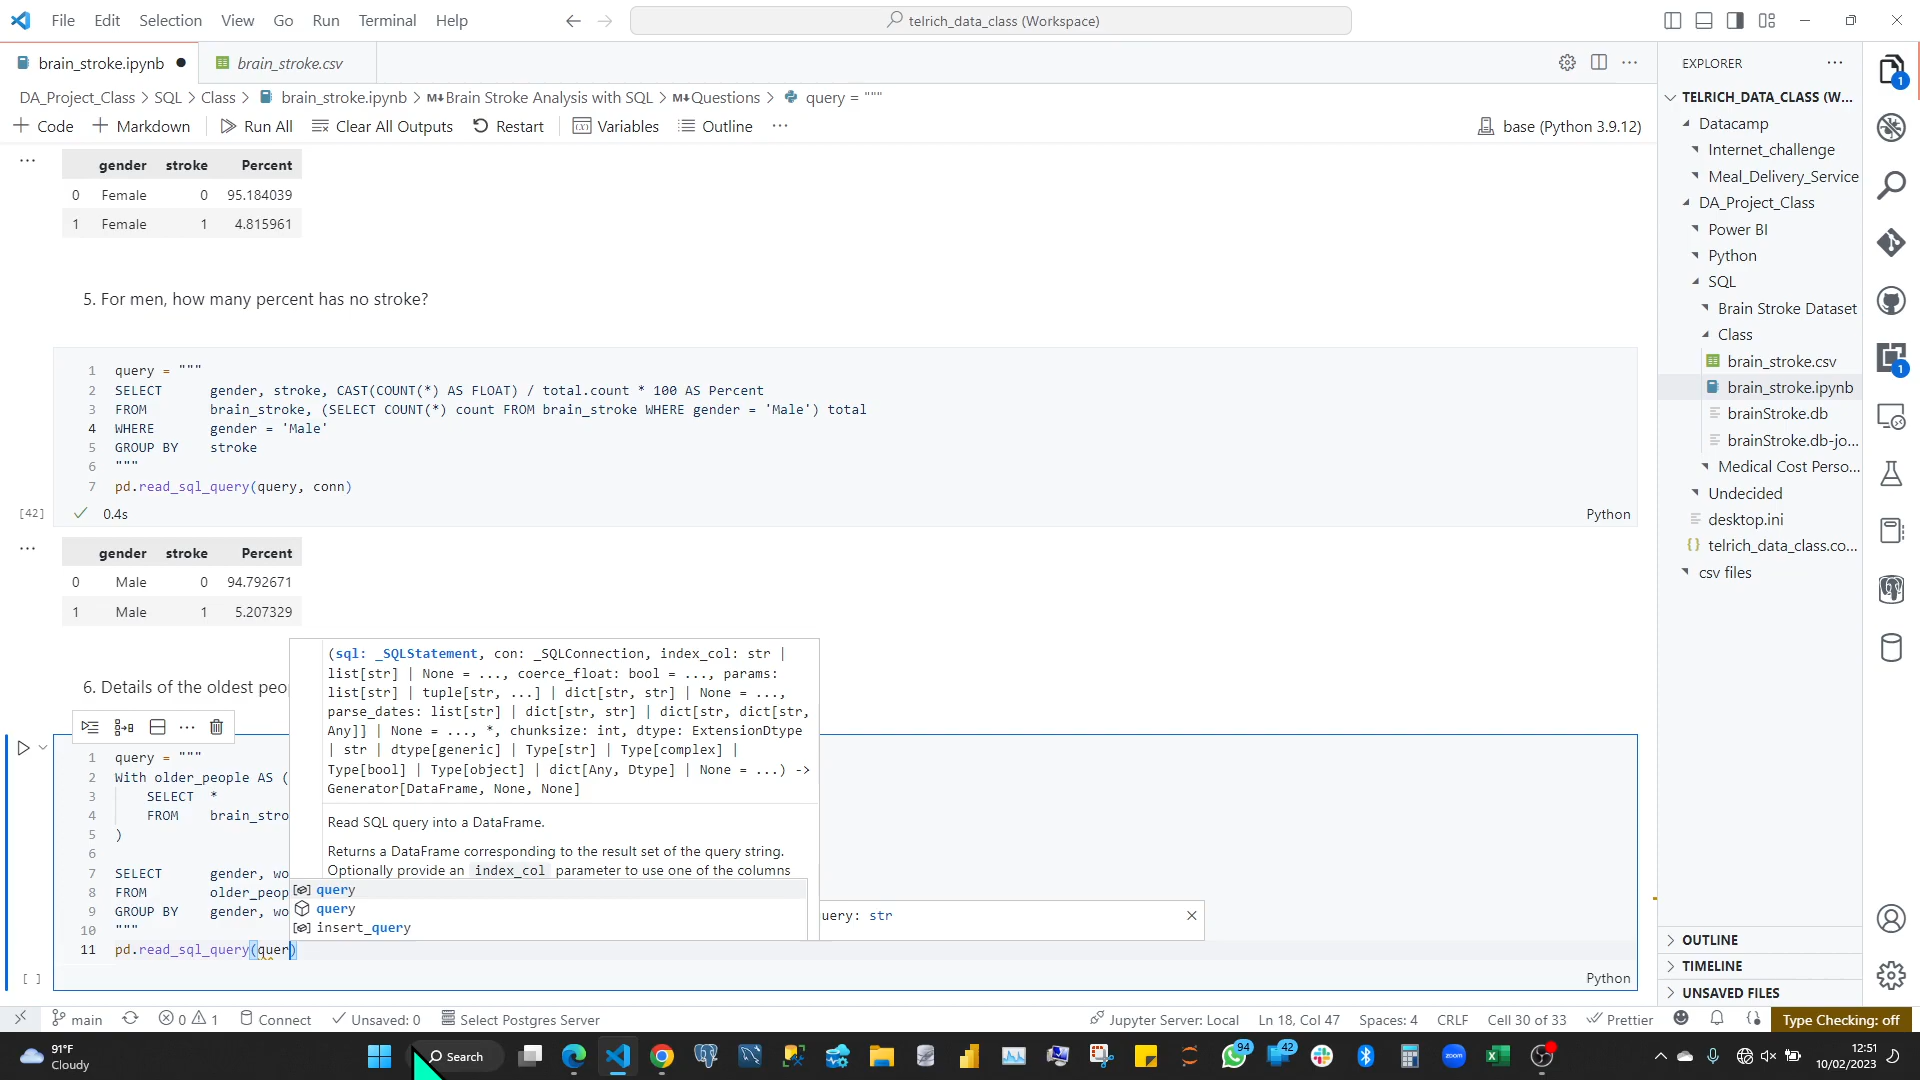 File Edit Selection View Go Run Terminal Help
telrich_data_class (Workspace)
brain_stroke.ipynb
brain_stroke.csv
DA_Project_Class > SQL > Class > brain_stroke.ipynb > M↓Brain Stroke Analysis with SQL > M↓Questions > query = """
Code Markdown Run All Clear All Outputs Restart Variables Outline ...
base (Python 3.9.12)
... gender stroke Percent
0 Female 0 95.184039
1 Female 1 4.815961
5. For men, how many percent has no stroke?
1 query = """
2 SELECT gender, stroke, CAST(COUNT(*) AS FLOAT) / total.count * 100 AS Percent
3 FROM brain_stroke, (SELECT COUNT(*) count FROM brain_stroke WHERE gender = 'Male') total
4 WHERE gender = 'Male'
5 GROUP BY stroke
6 """
7 pd.read_sql_query(query, conn)
[42] 0.4s Python
... gender stroke Percent
0 Male 0 94.792671
1 Male 1 5.207329
6. Details of the oldest peo
1 query = """
2 With older_people AS (
3 SELECT *
4 FROM brain_stro
5 )
6
7 SELECT gender, wo
8 FROM older_peop
9 GROUP BY gender, wo
10 """
11 pd.read_sql_query(quer)
[ ] Python
(sql: _SQLStatement, con: _SQLConnection, index_col: str |
list[str] | None = ..., coerce_float: bool = ..., params:
list[str] | tuple[str, ...] | dict[str, str] | None = ...,
parse_dates: list[str] | dict[str, str] | dict[str, dict[str,
Any]] | None = ..., *, chunksize: int, dtype: ExtensionDtype
| str | dtype[generic] | Type[str] | Type[complex] |
Type[bool] | Type[object] | dict[Any, Dtype] | None = ...) ->
Generator[DataFrame, None, None]
Read SQL query into a DataFrame.
Returns a DataFrame corresponding to the result set of the query string.
Optionally provide an index_col parameter to use one of the columns
query
query
insert_query
uery: str
EXPLORER
TELRICH_DATA_CLASS (W...
Datacamp
Internet_challenge
Meal_Delivery_Service
DA_Project_Class
Power BI
Python
SQL
Brain Stroke Dataset
Class
brain_stroke.csv
brain_stroke.ipynb
brainStroke.db
brainStroke.db-jo...
Medical Cost Perso...
Undecided
desktop.ini
telrich_data_class.co...
csv files
OUTLINE
TIMELINE
UNSAVED FILES
1
1
main 0 1 Connect Unsaved: 0 Select Postgres Server
Jupyter Server: Local Ln 18, Col 47 Spaces: 4 CRLF Cell 30 of 33 Prettier Type Checking: off
91°F
Cloudy
Search
94
42
zoom
12:51
10/02/2023